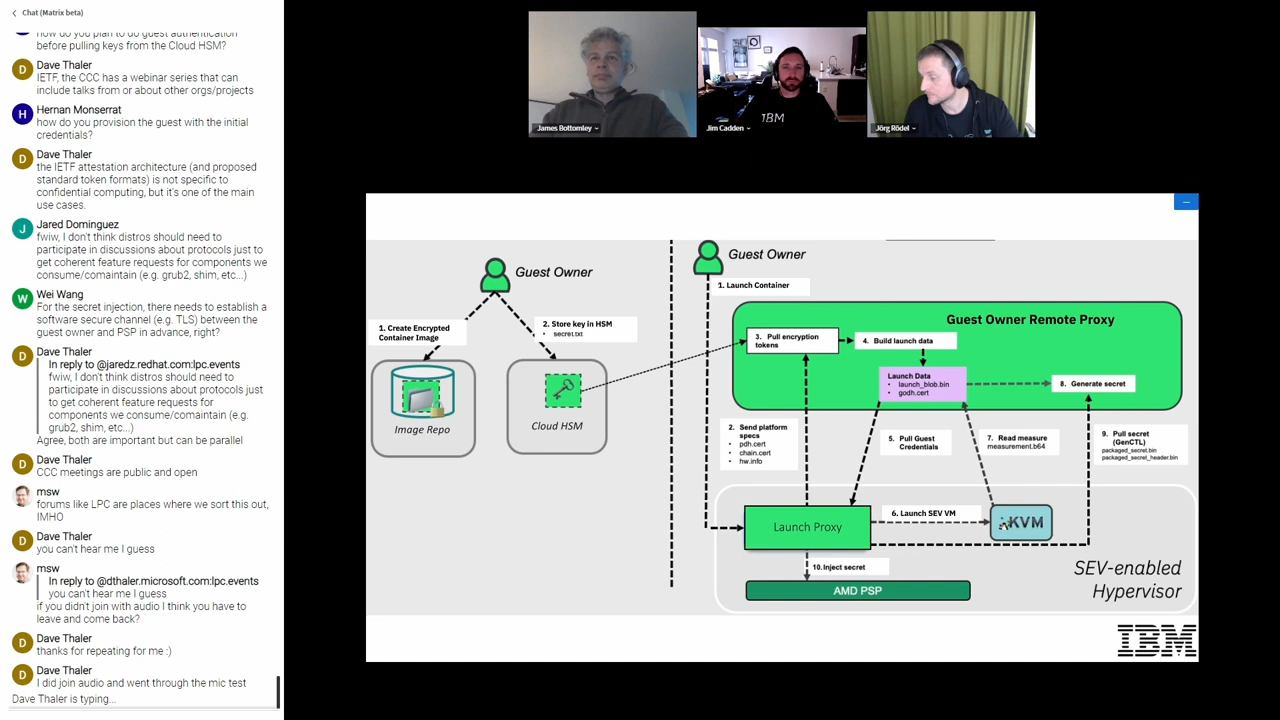 Chat (Matrix beta)
how do you plan to do guest authentication
before pulling keys from the Cloud HSM?
D
Dave Thaler
IETF, the CCC has a webinar series that can
include talks from or about other orgs/projects
H
Hernan Monserrat
how do you provision the guest with the initial
credentials?
D
Dave Thaler
the IETF attestation architecture (and proposed
standard token formats) is not specific to
confidential computing, but it's one of the main
use cases.
J
Jared Dominguez
fwiw, I don't think distros should need to
participate in discussions about protocols just to
get coherent feature requests for components we
consume/comaintain (e.g. grub2, shim, etc...)
W
Wei Wang
For the secret injection, there needs to establish a
software secure channel (e.g. TLS) between the
guest owner and PSP in advance, right?
D
Dave Thaler
In reply to @jaredz.redhat.com:lpc.events
fwiw, I don't think distros should need to
participate in discussions about protocols just to
get coherent feature requests for components
we consume/comaintain (e.g.
grub2, shim, etc...)
Agree, both are important but can be parallel
D
Dave Thaler
CCC meetings are public and open
msw
forums like LPC are places where we sort this out,
IMHO
D
Dave Thaler
you can't hear me I guess
msw
In reply to @dthaler.microsoft.com:lpc.events
you can't hear me I guess
if you didn't join with audio I think you have to
leave and come back?
D
Dave Thaler
thanks for repeating for me :)
D
Dave Thaler
I did join audio and went through the mic test
Dave Thaler is typing...
James Bottomley
IBM
Jim Cadden
Jörg Rödel
Guest Owner
1. Create Encrypted
Container Image
2. Store key in HSM
• secret.txt
Image Repo
Cloud HSM
Guest Owner
1. Launch Container
Guest Owner Remote Proxy
3. Pull encryption
tokens
4. Build launch data
Launch Data
• launch_blob.bin
• godh.cert
8. Generate secret
2. Send platform
specs
• pdh.cert
• chain.cert
• hw.info
5. Pull Guest
Credentials
7. Read measure
measurement.b64
9. Pull secret
(GenCTL)
packaged_secret.bin
packaged_secret_header.bin
Launch Proxy
6. Launch SEV VM
KVM
10. Inject secret
AMD PSP
SEV-enabled
Hypervisor
IBM